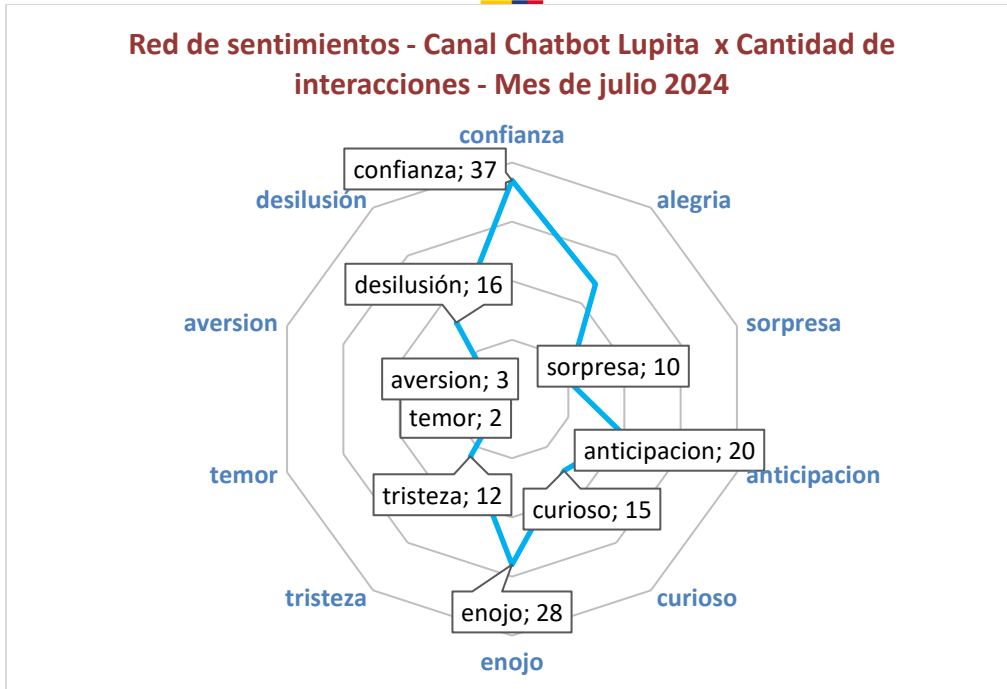 Red de sentimientos - Canal Chatbot Lupita x Cantidad de
interacciones - Mes de julio 2024
confianza
confianza; 37
desilusión
alegria
desilusión; 16
aversion
sorpresa
sorpresa; 10
aversion; 3
temor; 2
anticipacion; 20
temor
anticipacion
tristeza; 12
curioso; 15
tristeza
curioso
enojo; 28
enojo